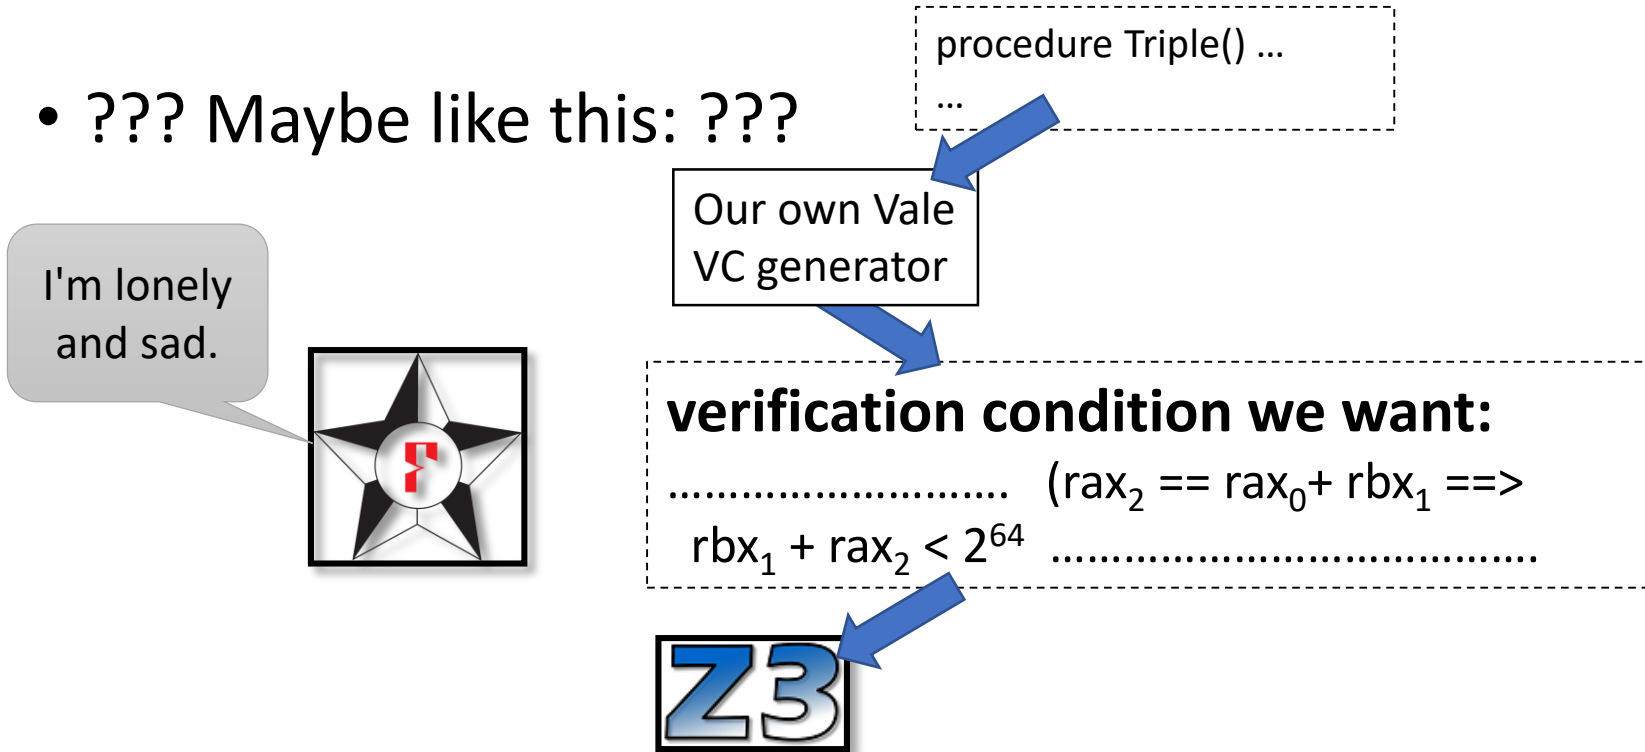 procedure Triple() …
…
• ??? Maybe like this: ???
Our own Vale
VC generator
I'm lonely
and sad.
F
verification condition we want:
………………………. (rax₂ == rax₀+ rbx₁ ==>
rbx₁ + rax₂ < 2⁶⁴ ………………………………….
Z3